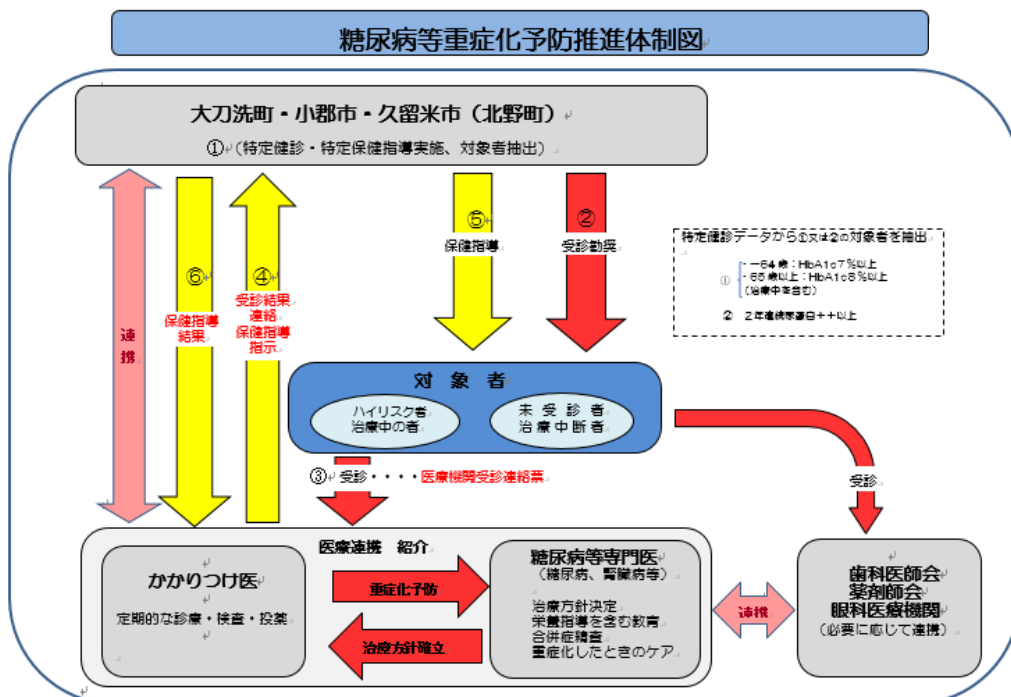 糖尿病等重症化予防推進体制図
大刀洗町・小郡市・久留米市（北野町）
①（特定健診・特定保健指導実施、対象者抽出）
連携
⑥
保健指導
結果
④
受診結果
連絡
保健指導
指示
⑤
保健指導
②
受診勧奨
特定健診データから①又は②の対象者を抽出
①
・－64歳：HbA1c7％以上
・65歳以上：HbA1c8％以上
（治療中を含む）
② 2年連続尿蛋白＋＋以上
対 象 者
ハイリスク者
治療中の者
未 受 診 者
治療中断者
③ 受診・・・・医療機関受診連絡票
受診
医療連携 紹介
かかりつけ医
定期的な診療・検査・投薬
重症化予防
治療方針確立
糖尿病等専門医
（糖尿病、腎臓病等）
治療方針決定
栄養指導を含む教育
合併症精査
重症化したときのケア
連携
歯科医師会
薬剤師会
眼科医療機関
（必要に応じて連携）